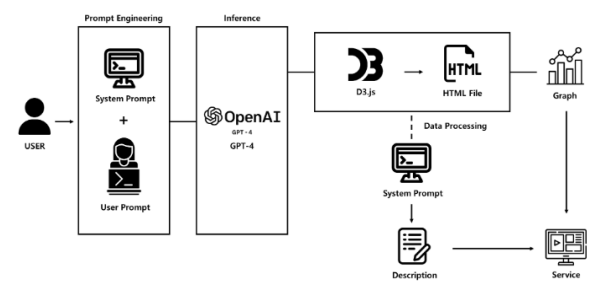 Prompt Engineering
Inference
System Prompt
+
User Prompt
USER
OpenAI
GPT-4
GPT-4
D3
D3.js
HTML
HTML File
Graph
Data Processing
System Prompt
Description
Service